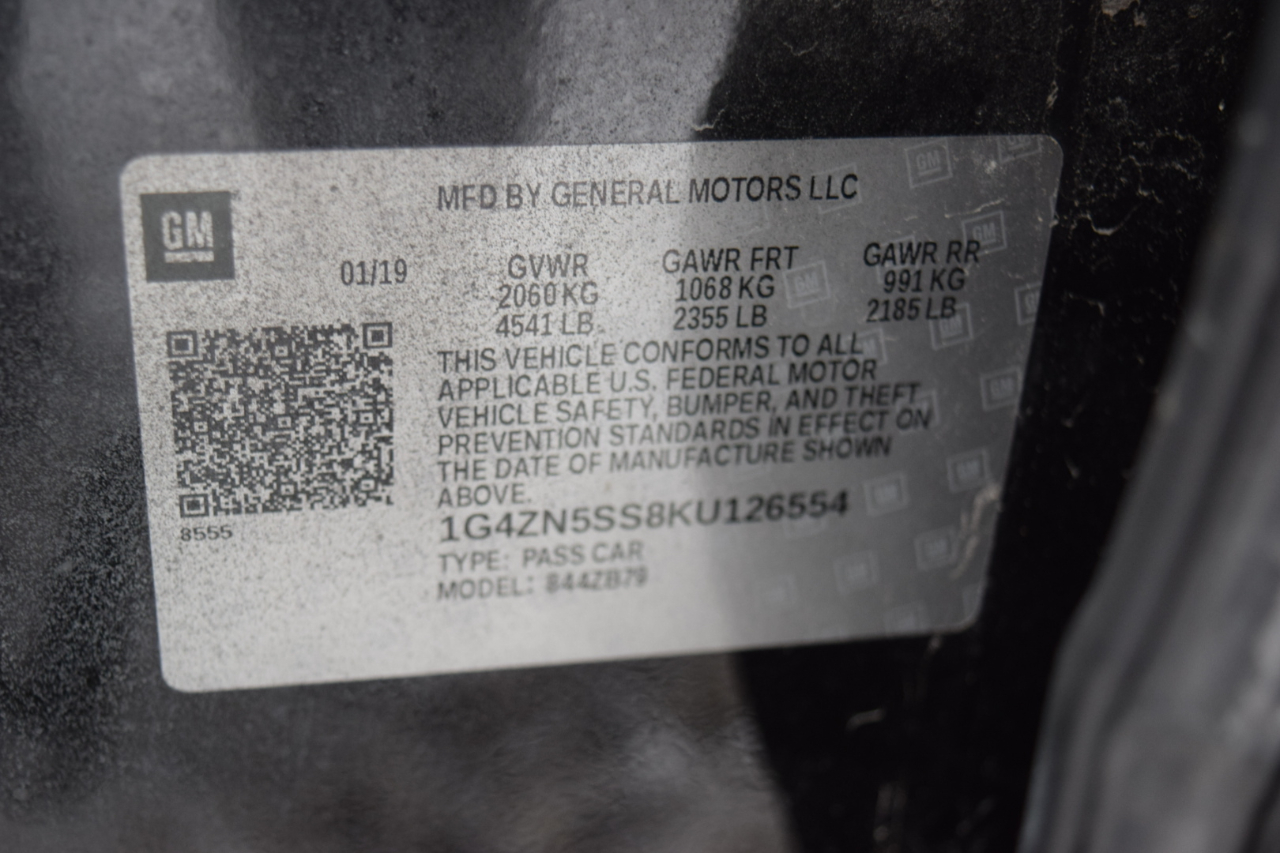 GM
MFD BY GENERAL MOTORS LLC
01/19
GVWR
2060 KG
4541 LB
GAWR FRT
1068 KG
2355 LB
GAWR RR
991 KG
2185 LB
THIS VEHICLE CONFORMS TO ALL
APPLICABLE U.S. FEDERAL MOTOR
VEHICLE SAFETY, BUMPER, AND THEFT
PREVENTION STANDARDS IN EFFECT ON
THE DATE OF MANUFACTURE SHOWN
ABOVE.
8555
1G4ZN5SS8KU126554
TYPE: PASS CAR
MODEL: 844ZB79